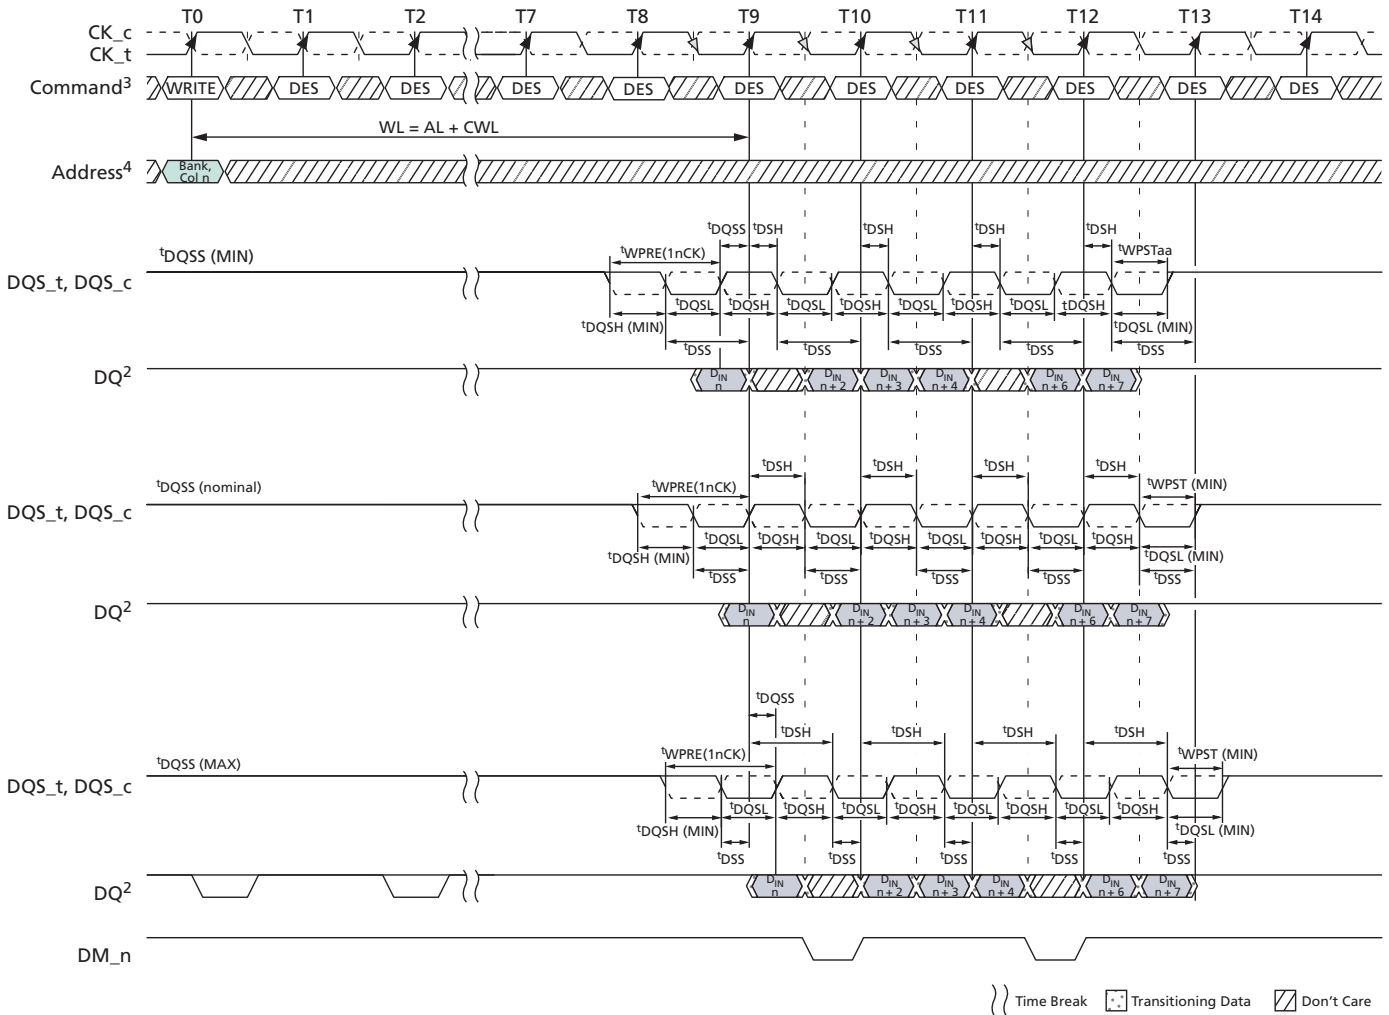 T0 T1 T2 T7 T8 T9 T10 T11 T12 T13 T14
CK_c
CK_t
Command3 WRITE DES DES DES DES DES DES DES DES DES DES
WL = AL + CWL
Address4 Bank,
Col n
tDQSS tDSH tDSH tDSH tDSH
tDQSS (MIN) tWPRE(1nCK) tWPSTaa
DQS_t, DQS_c
tDQSL tDQSH tDQSL tDQSH tDQSL tDQSH tDQSL tDQSH
tDQSH (MIN) tDQSL (MIN)
tDSS tDSS tDSS tDSS tDSS
DQ2 DIN DIN DIN DIN DIN DIN
n n + 2 n + 3 n + 4 n + 6 n + 7
tDSH tDSH tDSH tDSH
tDQSS (nominal) tWPRE(1nCK) tWPST (MIN)
DQS_t, DQS_c
tDQSL tDQSH tDQSL tDQSH tDQSL tDQSH tDQSL tDQSH
tDQSH (MIN) tDQSL (MIN)
tDSS tDSS tDSS tDSS tDSS
DQ2 DIN DIN DIN DIN DIN DIN
n n + 2 n + 3 n + 4 n + 6 n + 7
tDQSS
tDSH tDSH tDSH tDSH
tDQSS (MAX) tWPRE(1nCK) tWPST (MIN)
DQS_t, DQS_c
tDQSL tDQSH tDQSL tDQSH tDQSL tDQSH tDQSL tDQSH
tDQSH (MIN) tDQSL (MIN)
tDSS tDSS tDSS tDSS tDSS
DQ2 DIN DIN DIN DIN DIN DIN
n n + 2 n + 3 n + 4 n + 6 n + 7
DM_n
Time Break Transitioning Data Don't Care